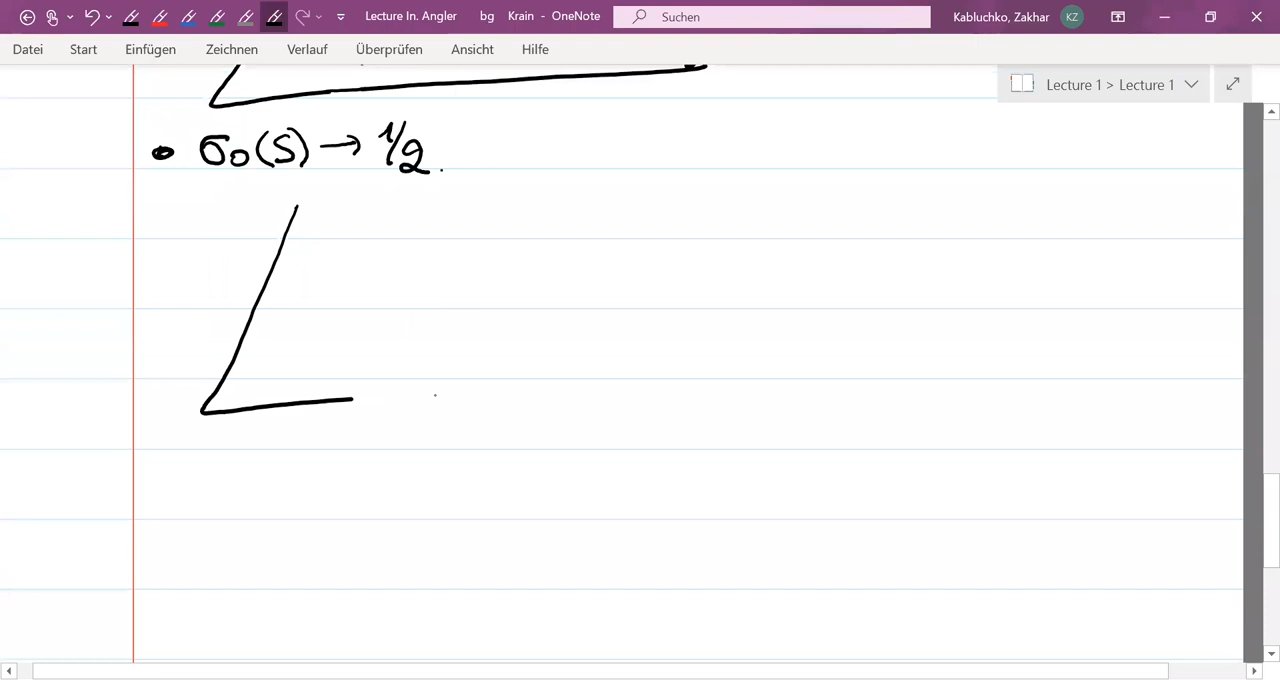 Lecture In. Angler bg Krain - OneNote
Suchen
Kabluchko, Zakhar KZ
Datei Start Einfügen Zeichnen Verlauf Überprüfen Ansicht Hilfe
Lecture 1 > Lecture 1
• σ₀(S) → 1/2.